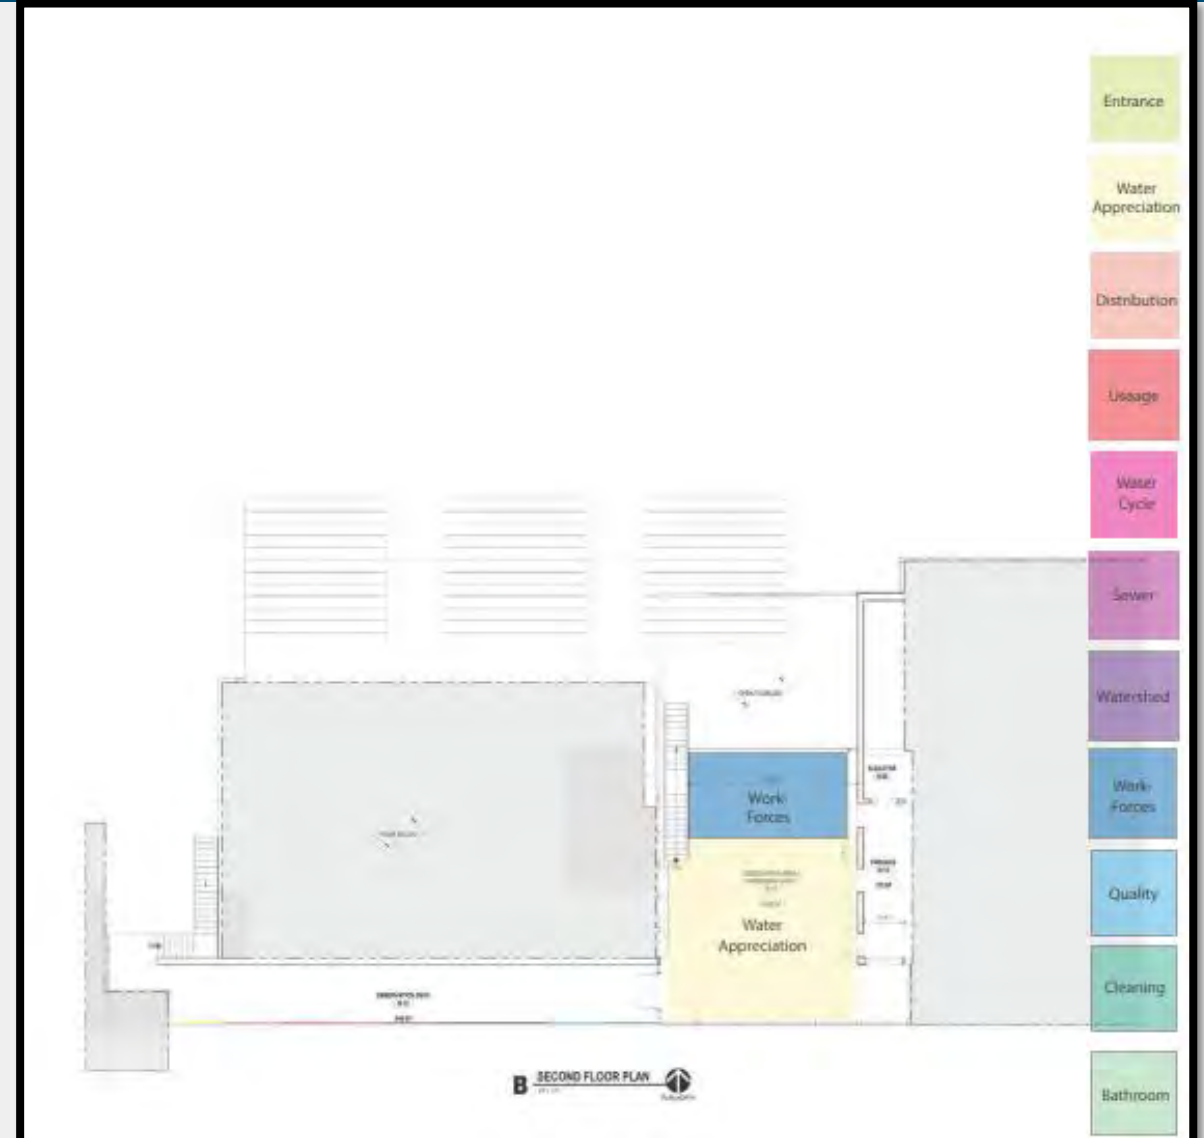 Entrance
Water
Appreciation
Distribution
Useage
Water
Cycle
Sewer
Watershed
Work-
Forces
Quality
Cleaning
Bathroom
Work-
Forces
Water
Appreciation
B SECOND FLOOR PLAN